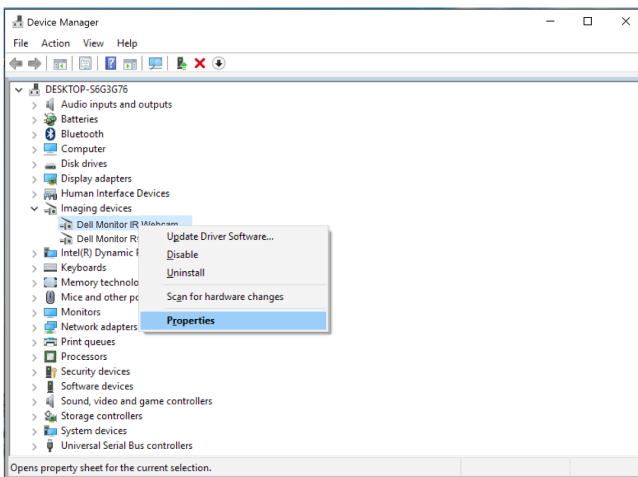 Device Manager
File Action View Help
DESKTOP-S6G3G76
Audio inputs and outputs
Batteries
Bluetooth
Computer
Disk drives
Display adapters
Human Interface Devices
Imaging devices
Dell Monitor IR Webcam
Dell Monitor
Intel(R) Dynamic
Keyboards
Memory
Mice and other
Monitors
Network adapters
Print queues
Processors
Security devices
Software devices
Sound, video and game controllers
Storage controllers
System devices
Universal Serial Bus controllers
Update Driver Software...
Disable
Uninstall
Scan for hardware changes
Properties
Opens property sheet for the current selection.